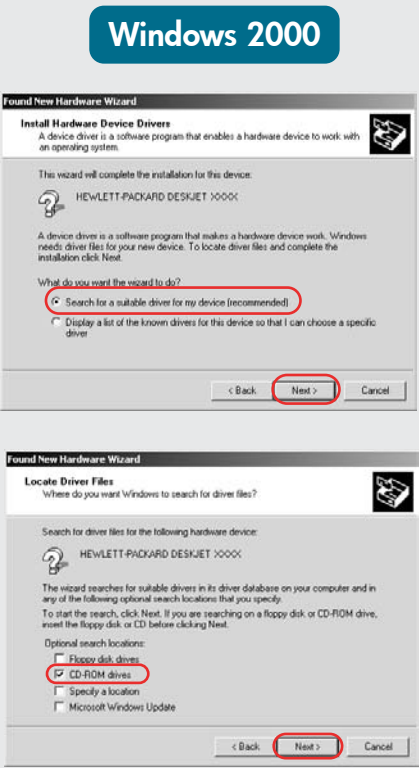 Windows 2000
Found New Hardware Wizard
Install Hardware Device Drivers
A device driver is a software program that enables a hardware device to work with
an operating system.
This wizard will complete the installation for this device:
HEWLETT-PACKARD DESKJET XXXX
A device driver is a software program that makes a hardware device work. Windows
needs driver files for your new device. To locate driver files and complete the
installation click Next.
What do you want the wizard to do?
Search for a suitable driver for my device (recommended)
Display a list of the known drivers for this device so that I can choose a specific
driver
< Back Next > Cancel
Found New Hardware Wizard
Locate Driver Files
Where do you want Windows to search for driver files?
Search for driver files for the following hardware device:
HEWLETT-PACKARD DESKJET XXXX
The wizard searches for suitable drivers in its driver database on your computer and in
any of the following optional search locations that you specify.
To start the search, click Next. If you are searching on a floppy disk or CD-ROM drive,
insert the floppy disk or CD before clicking Next.
Optional search locations:
Floppy disk drives
CD-ROM drives
Specify a location
Microsoft Windows Update
< Back Next > Cancel